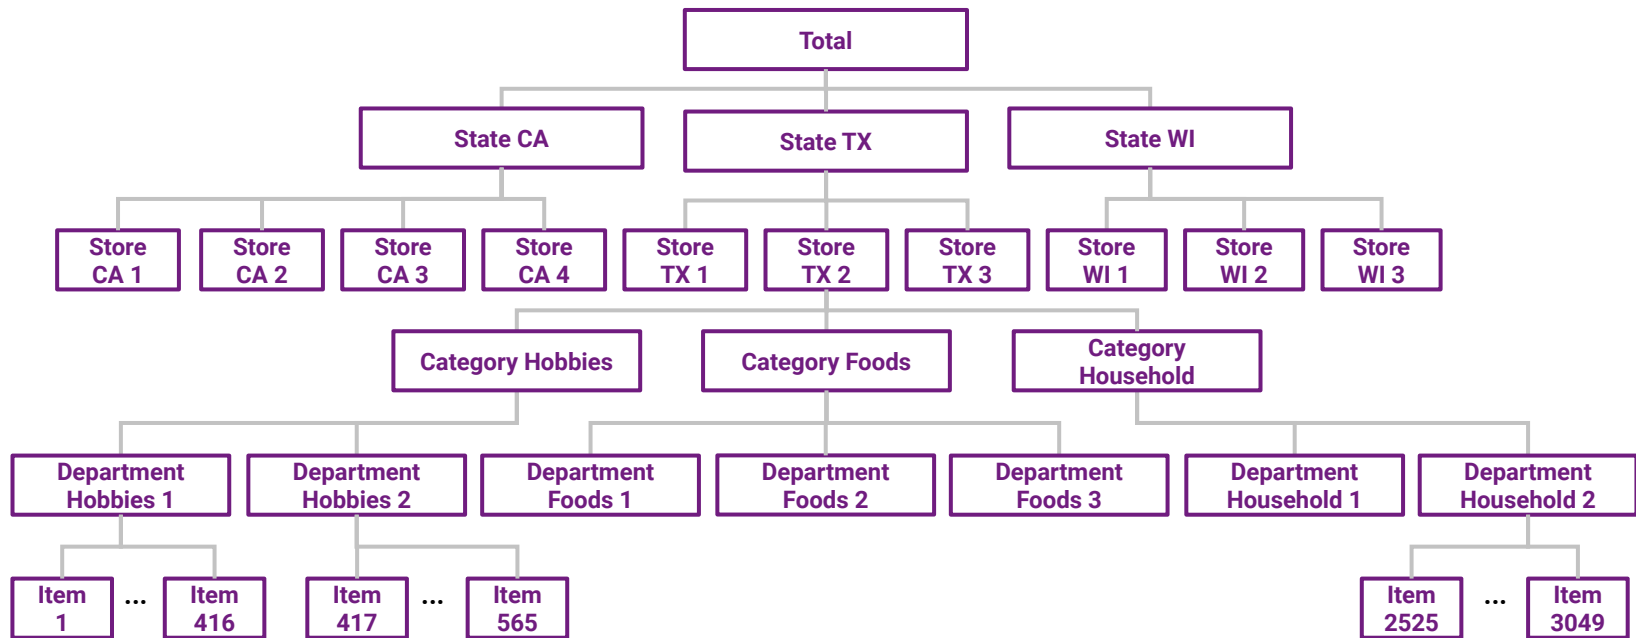 Total
State CA
State TX
State WI
Store
CA 1
Store
CA 2
Store
CA 3
Store
CA 4
Store
TX 1
Store
TX 2
Store
TX 3
Store
WI 1
Store
WI 2
Store
WI 3
Category Hobbies
Category Foods
Category
Household
Department
Hobbies 1
Department
Hobbies 2
Department
Foods 1
Department
Foods 2
Department
Foods 3
Department
Household 1
Department
Household 2
Item
1
...
Item
416
Item
417
...
Item
565
Item
2525
...
Item
3049